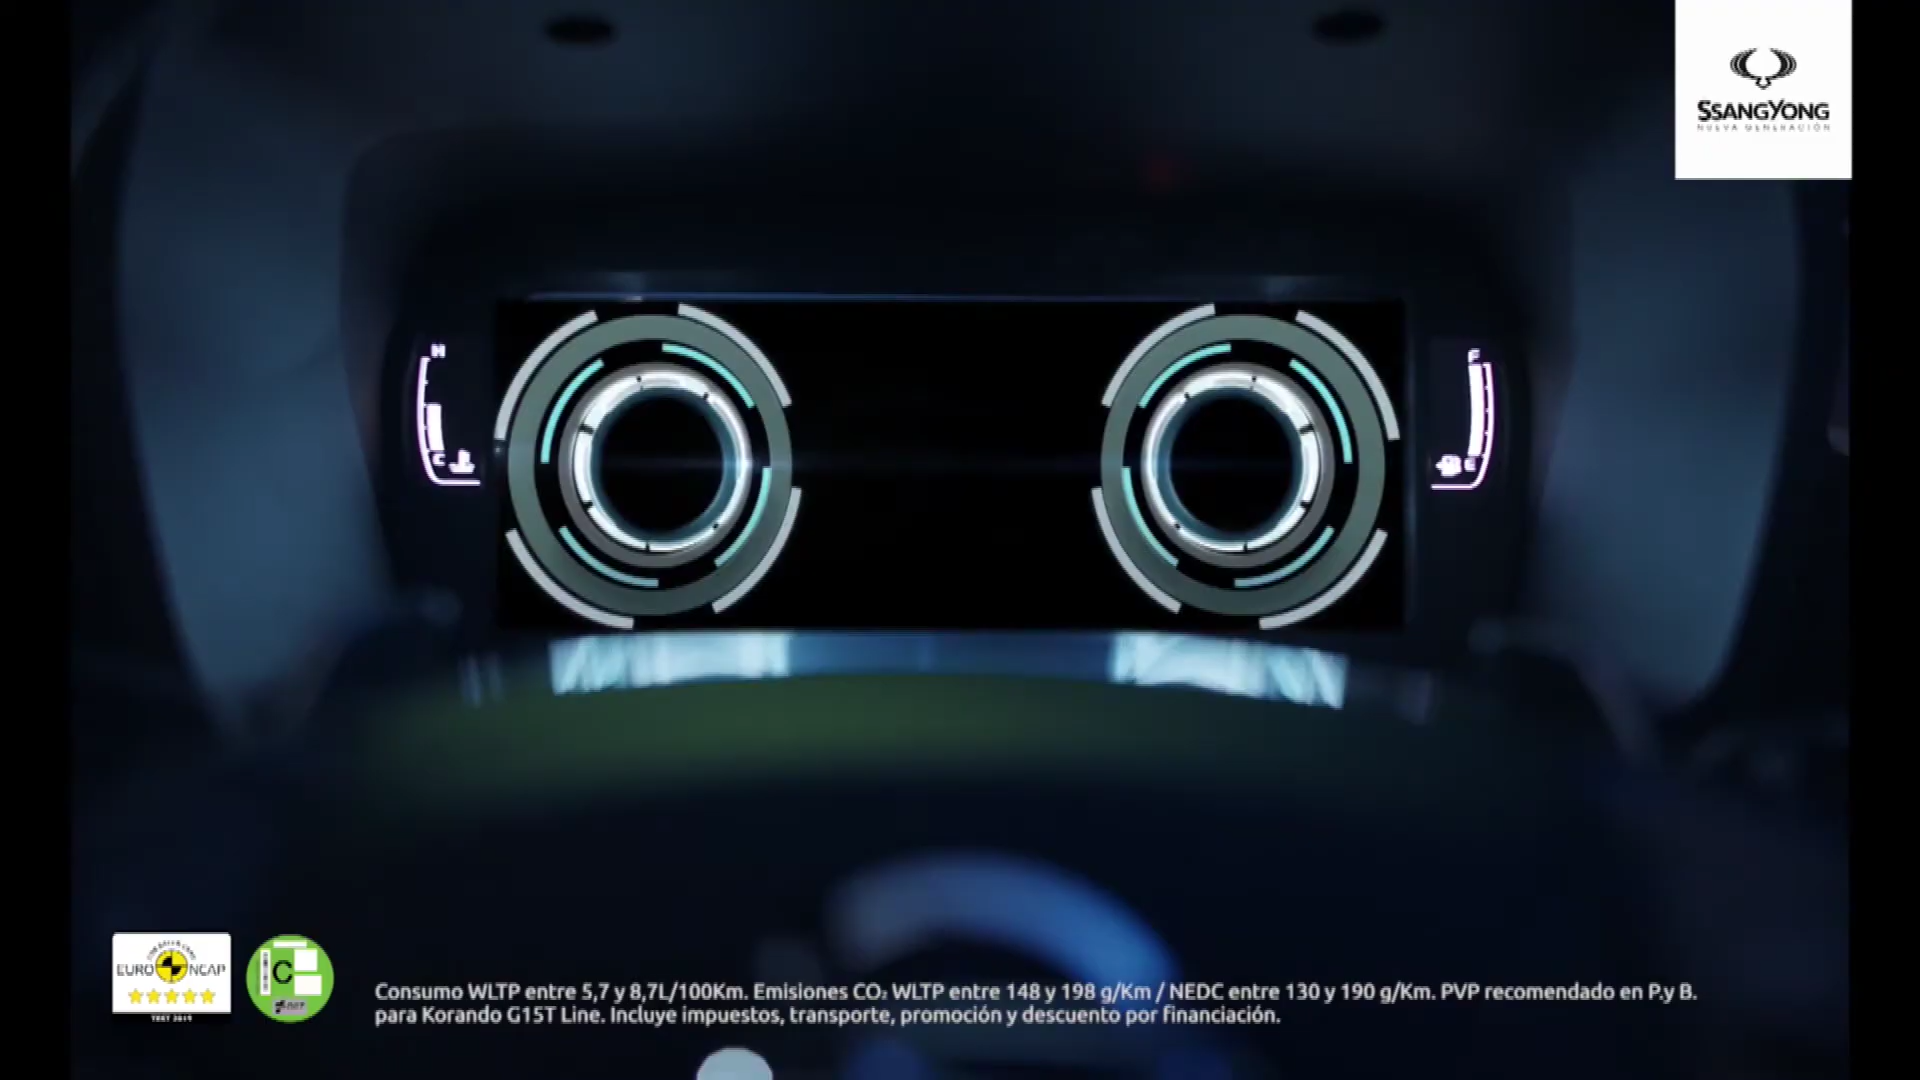 SSANGYONG
NUEVA GENERACIÓN
H
C
F
E
EURO NCAP
TEST 2019
C
Consumo WLTP entre 5,7 y 8,7L/100Km. Emisiones CO₂ WLTP entre 148 y 198 g/Km / NEDC entre 130 y 190 g/Km. PVP recomendado en P.y B.
para Korando G15T Line. Incluye impuestos, transporte, promoción y descuento por financiación.